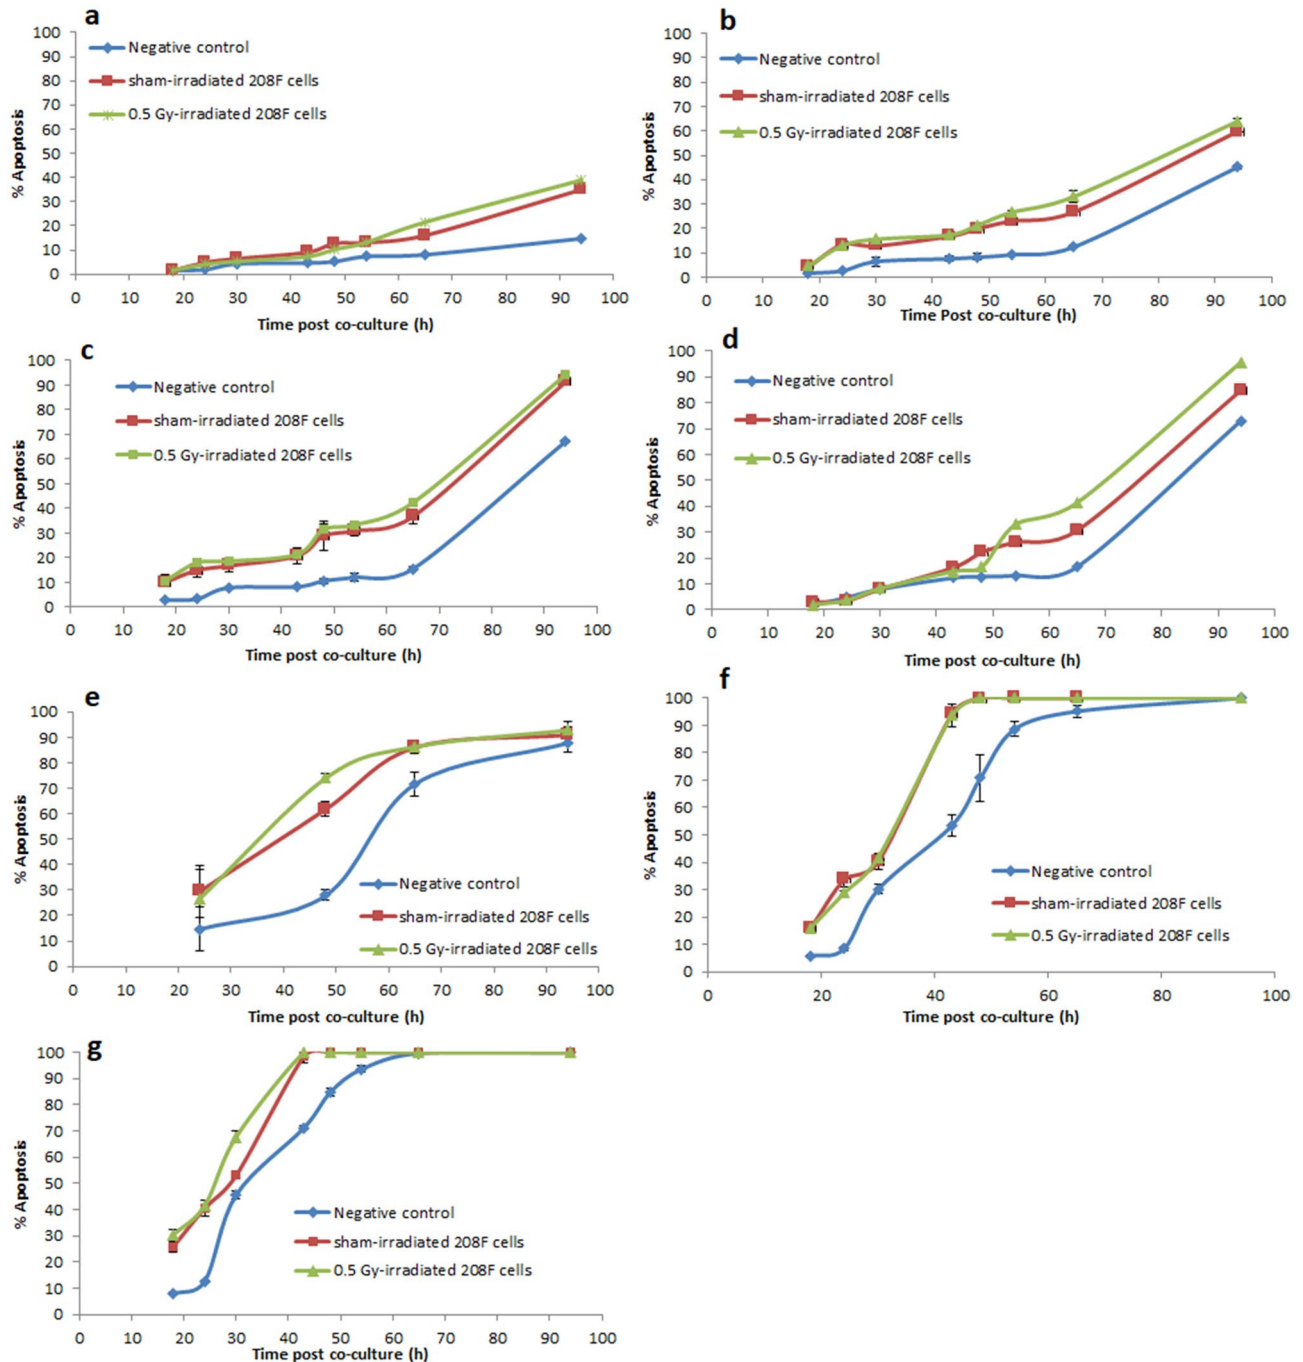 a
100
90
80
70
60
50
40
30
20
10
0
% Apoptosis
Negative control
sham-irradiated 208F cells
0.5 Gy-irradiated 208F cells
0 10 20 30 40 50 60 70 80 90 100
Time post co-culture (h)
b
100
90
80
70
60
50
40
30
20
10
0
% Apoptosis
Negative control
sham-irradiated 208F cells
0.5 Gy-irradiated 208F cells
0 10 20 30 40 50 60 70 80 90 100
Time Post co-culture (h)
c
100
90
80
70
60
50
40
30
20
10
0
% Apoptosis
Negative control
sham-irradiated 208F cells
0.5 Gy-irradiated 208F cells
0 10 20 30 40 50 60 70 80 90 100
Time post co-culture (h)
d
100
90
80
70
60
50
40
30
20
10
0
% Apoptosis
Negative control
sham-irradiated 208F cells
0.5 Gy-irradiated 208F cells
0 10 20 30 40 50 60 70 80 90 100
Time post co-culture (h)
e
100
90
80
70
60
50
40
30
20
10
0
% Apoptosis
Negative control
sham-irradiated 208F cells
0.5 Gy-irradiated 208F cells
0 10 20 30 40 50 60 70 80 90 100
Time post co-culture (h)
f
100
90
80
70
60
50
40
30
20
10
0
% Apoptosis
Negative control
sham-irradiated 208F cells
0.5 Gy-irradiated 208F cells
0 20 40 60 80 100
Time post co-culture (h)
g
100
90
80
70
60
50
40
30
20
10
0
% Apoptosis
Negative control
sham-irradiated 208F cells
0.5 Gy-irradiated 208F cells
0 10 20 30 40 50 60 70 80 90 100
Time post co-culture (h)